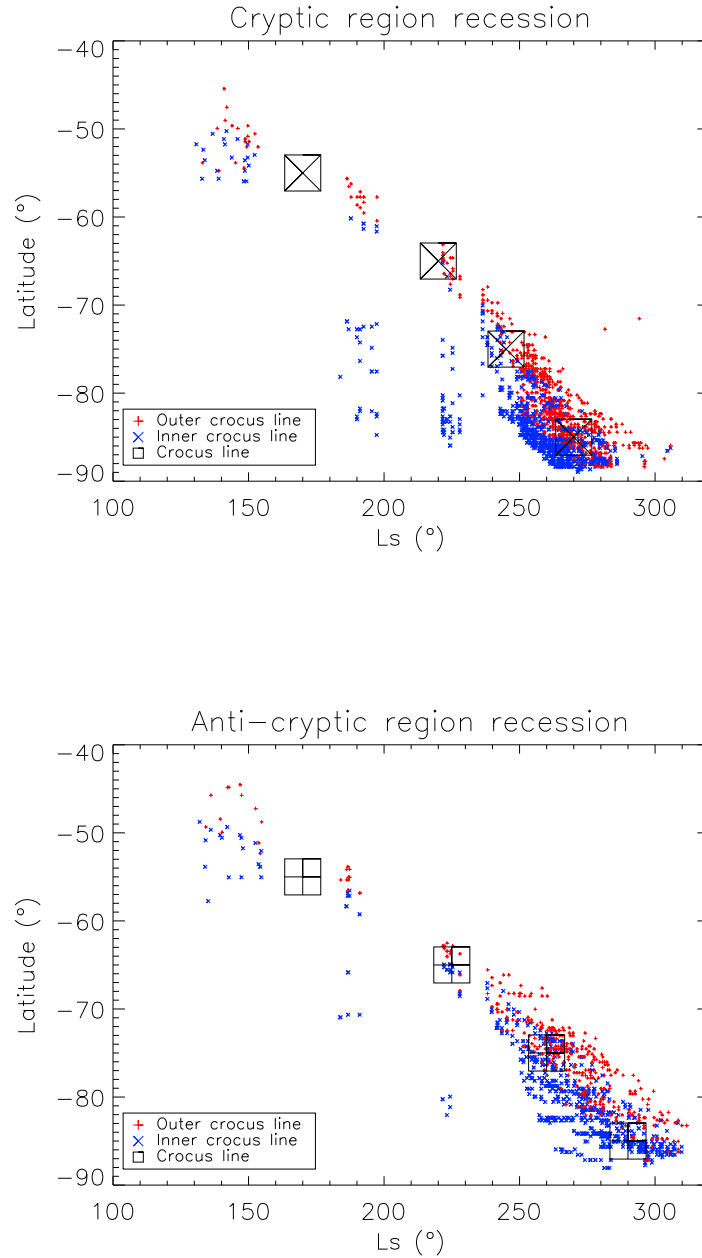 Cryptic region recession
Latitude (°)
−40
−50
−60
−70
−80
−90
Outer crocus line
Inner crocus line
Crocus line
100 150 200 250 300
Ls (°)
Anti−cryptic region recession
Latitude (°)
−40
−50
−60
−70
−80
−90
Outer crocus line
Inner crocus line
Crocus line
100 150 200 250 300
Ls (°)